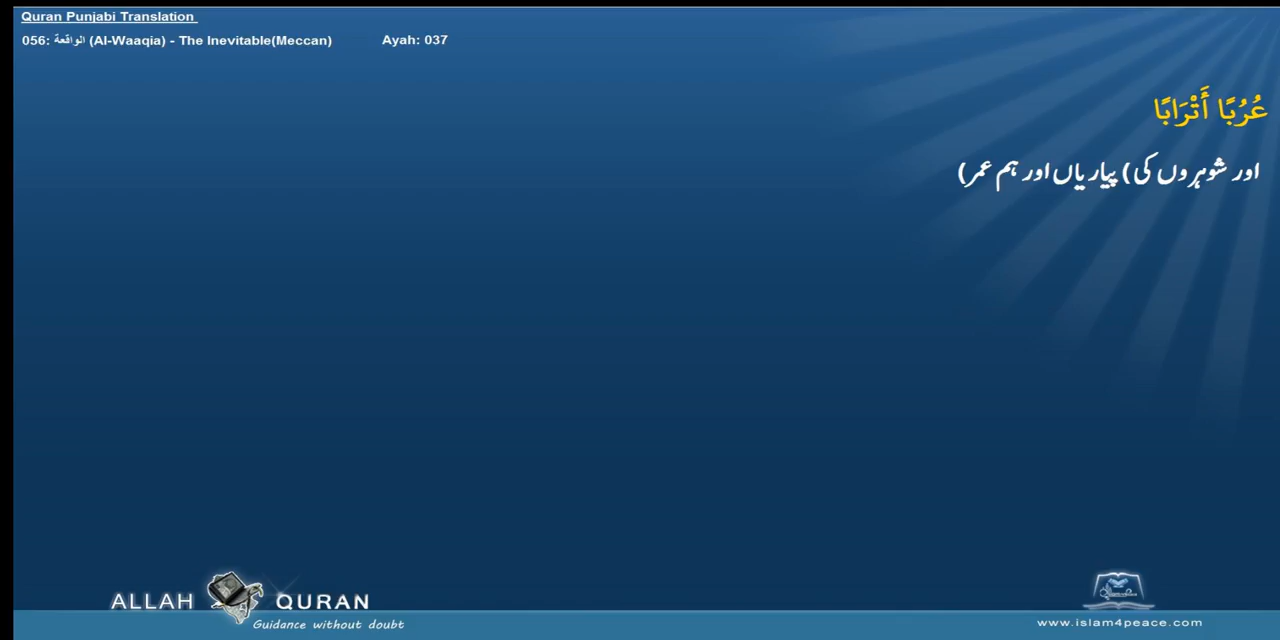 Quran Punjabi Translation
056: الواقعة (Al-Waaqia) - The Inevitable(Meccan) Ayah: 037
عُرُبًا أَتْرَابًا
اور شوہروں کی) پیاریاں اور ہم عمر)
ALLAH QURAN
Guidance without doubt
www.islam4peace.com